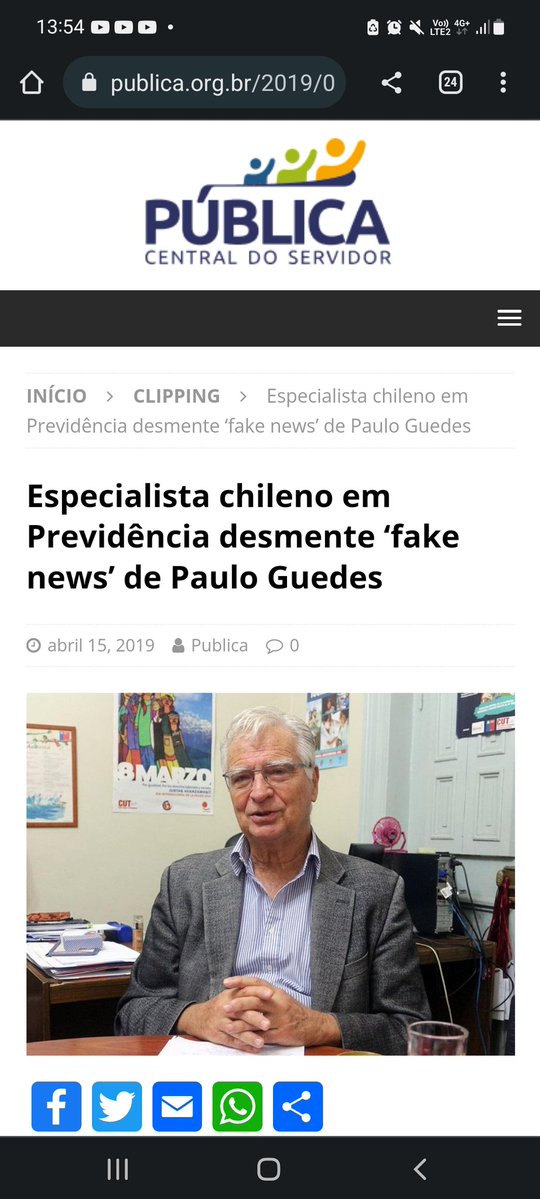 13:54
Vo)) 4G+
LTE2
publica.org.br/2019/0
24
PÚBLICA
CENTRAL DO SERVIDOR
INÍCIO > CLIPPING > Especialista chileno em
Previdência desmente ‘fake news’ de Paulo Guedes
Especialista chileno em
Previdência desmente ‘fake
news’ de Paulo Guedes
abril 15, 2019 Publica 0
8 MARZO
CUT
CUT